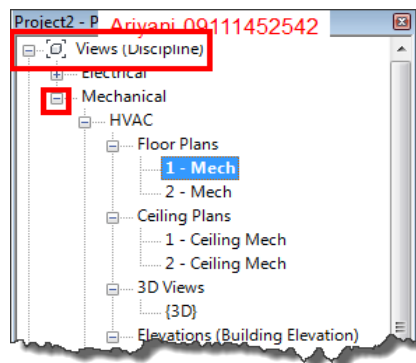 Project2 - P
Ariyani 09111452542
Views (Discipline)
Electrical
Mechanical
HVAC
Floor Plans
1 - Mech
2 - Mech
Ceiling Plans
1 - Ceiling Mech
2 - Ceiling Mech
3D Views
{3D}
Elevations (Building Elevation)